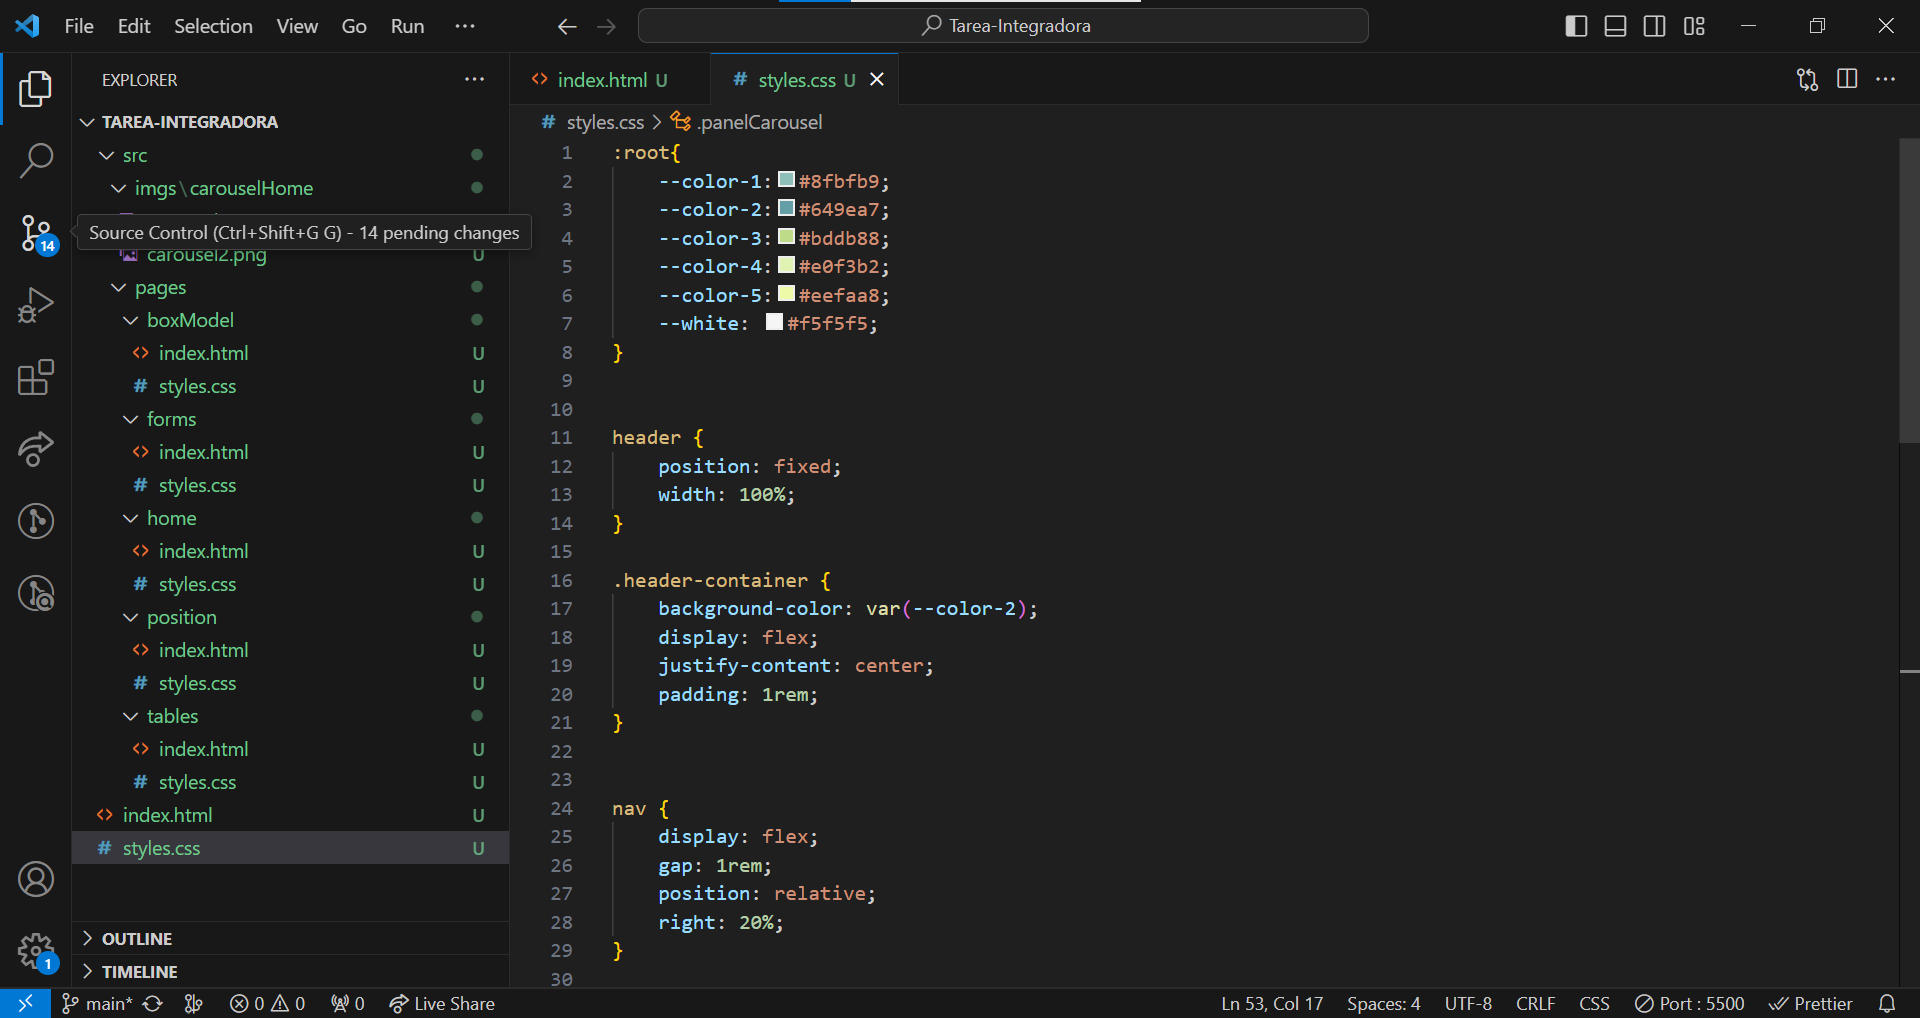 File Edit Selection View Go Run ···
Tarea-Integradora
EXPLORER
TAREA-INTEGRADORA
src
imgs\carouselHome
Source Control (Ctrl+Shift+G G) - 14 pending changes
14
carousel2.png U
pages
boxModel
index.html U
# styles.css U
forms
index.html U
# styles.css U
home
index.html U
# styles.css U
position
index.html U
# styles.css U
tables
index.html U
# styles.css U
index.html U
# styles.css U
OUTLINE
TIMELINE
1
index.html U
# styles.css U
# styles.css > .panelCarousel
1 :root{
2 --color-1: #8fbfb9;
3 --color-2: #649ea7;
4 --color-3: #bddb88;
5 --color-4: #e0f3b2;
6 --color-5: #eefaa8;
7 --white: #f5f5f5;
8 }
9
10
11 header {
12 position: fixed;
13 width: 100%;
14 }
15
16 .header-container {
17 background-color: var(--color-2);
18 display: flex;
19 justify-content: center;
20 padding: 1rem;
21 }
22
23
24 nav {
25 display: flex;
26 gap: 1rem;
27 position: relative;
28 right: 20%;
29 }
30
main* 0 0 0 Live Share Ln 53, Col 17 Spaces: 4 UTF-8 CRLF CSS Port : 5500 Prettier